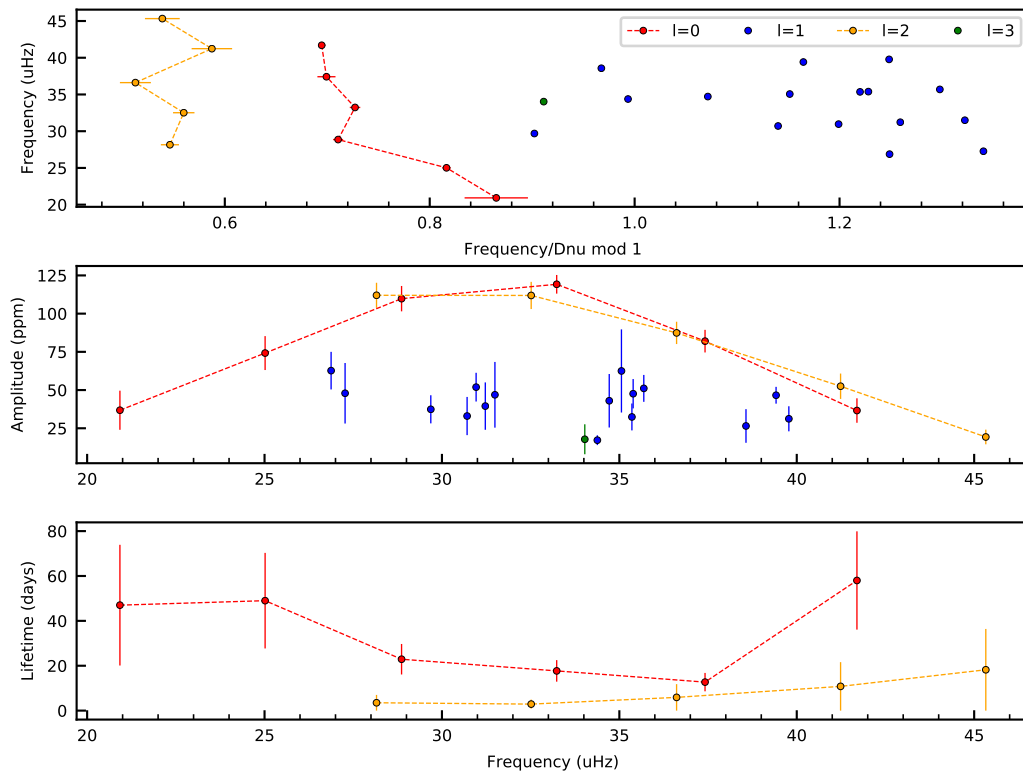 Frequency (uHz)
45
40
35
30
25
20
l=0 l=1 l=2 l=3
0.6 0.8 1.0 1.2
Frequency/Dnu mod 1
Amplitude (ppm)
125
100
75
50
25
20 25 30 35 40 45
Lifetime (days)
80
60
40
20
0
20 25 30 35 40 45
Frequency (uHz)